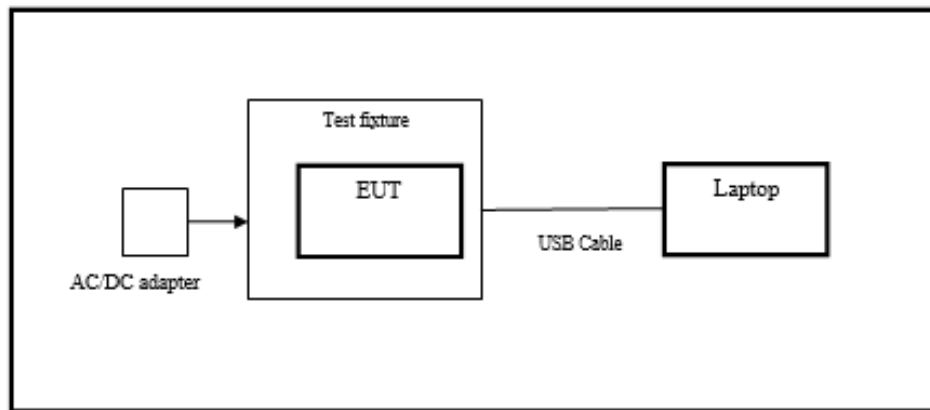 Test fixture
EUT
Laptop
USB Cable
AC/DC adapter